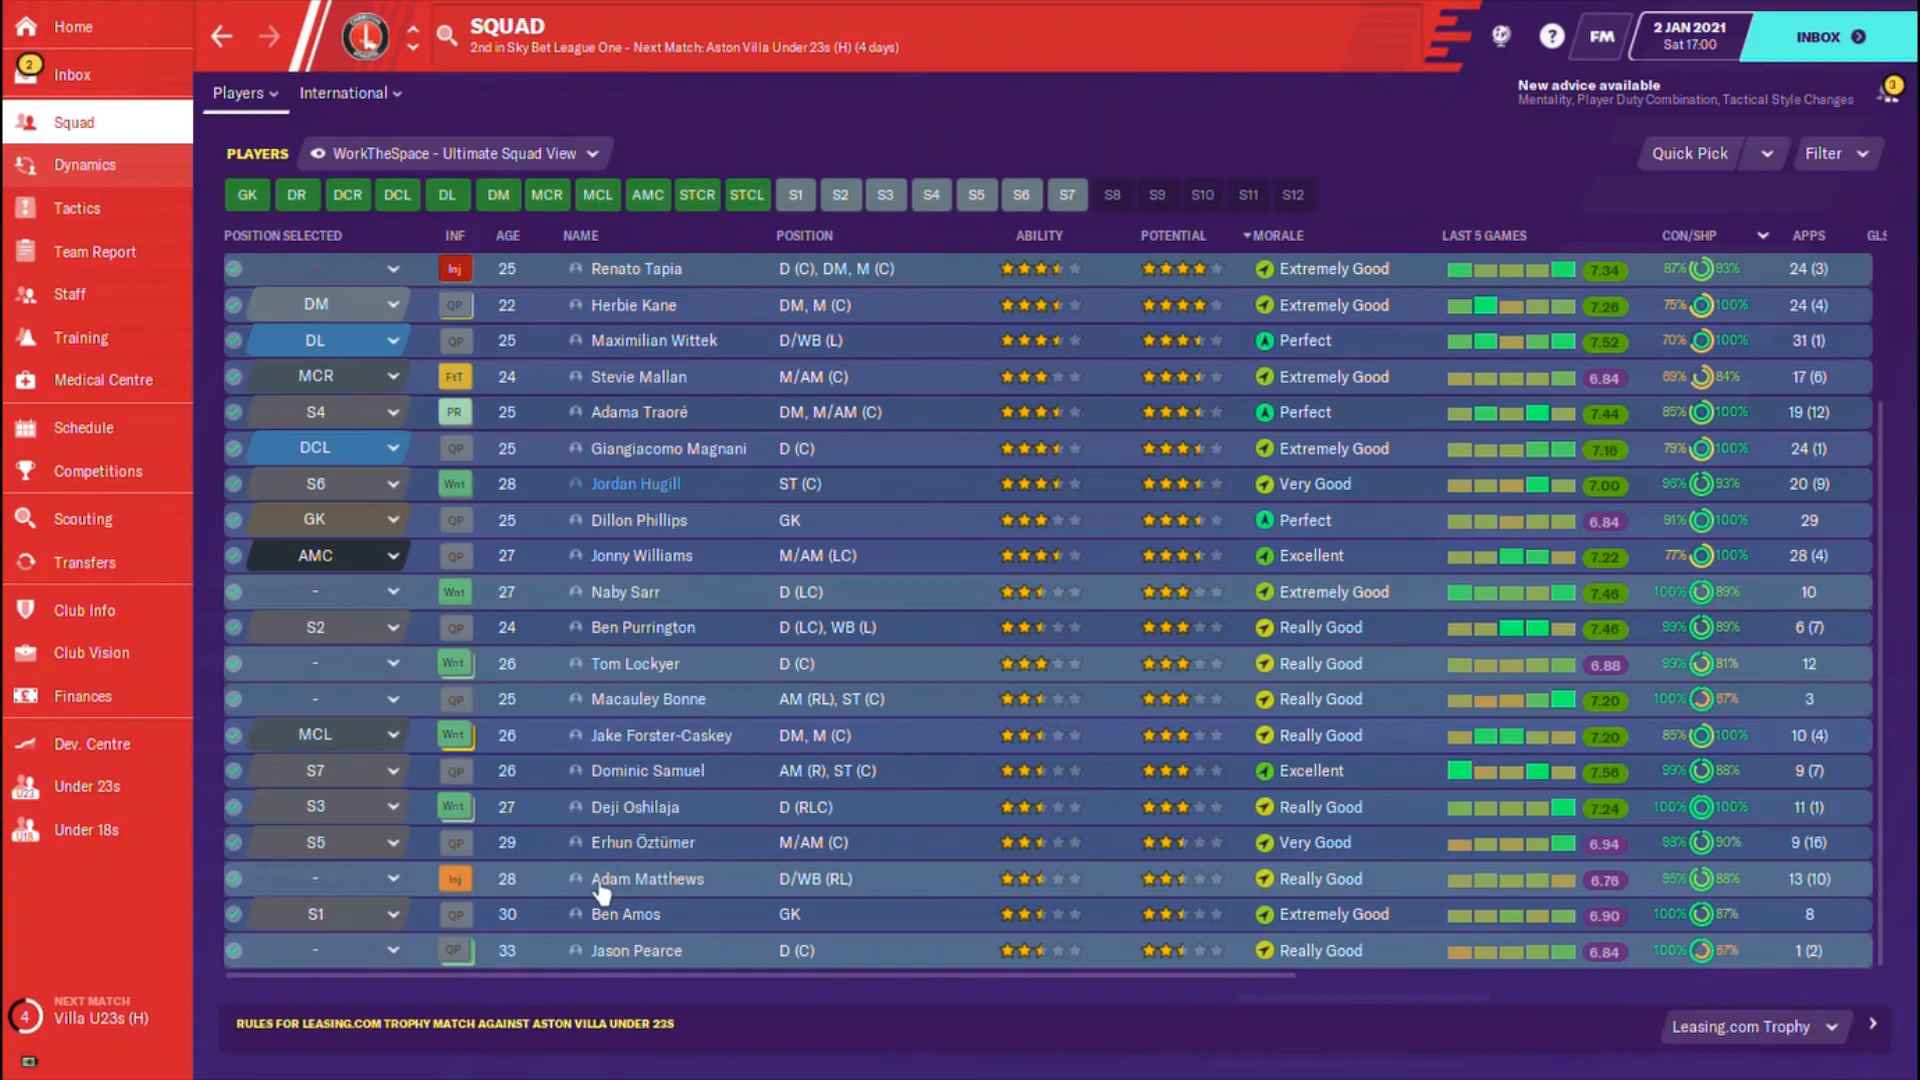 Home
2
Inbox
Squad
Dynamics
Tactics
Team Report
Staff
Training
Medical Centre
Schedule
Competitions
Scouting
Transfers
Club Info
Club Vision
Finances
Dev. Centre
U23
Under 23s
U18
Under 18s
4
NEXT MATCH
Villa U23s (H)
SQUAD
2nd in Sky Bet League One - Next Match: Aston Villa Under 23s (H) (4 days)
?
FM
2 JAN 2021
Sat 17:00
INBOX
Players
International
New advice available
Mentality, Player Duty Combination, Tactical Style Changes
3
PLAYERS
WorkTheSpace - Ultimate Squad View
Quick Pick
Filter
GK DR DCR DCL DL DM MCR MCL AMC STCR STCL S1 S2 S3 S4 S5 S6 S7 S8 S9 S10 S11 S12
POSITION SELECTED INF AGE NAME POSITION ABILITY POTENTIAL MORALE LAST 5 GAMES CON/SHP APPS GLS
- Inj 25 Renato Tapia D (C), DM, M (C) Extremely Good 7.34 87% 93% 24 (3)
DM QP 22 Herbie Kane DM, M (C) Extremely Good 7.26 75% 100% 24 (4)
DL QP 25 Maximilian Wittek D/WB (L) Perfect 7.52 70% 100% 31 (1)
MCR FtT 24 Stevie Mallan M/AM (C) Extremely Good 6.84 69% 84% 17 (6)
S4 PR 25 Adama Traoré DM, M/AM (C) Perfect 7.44 85% 100% 19 (12)
DCL QP 25 Giangiacomo Magnani D (C) Extremely Good 7.16 79% 100% 24 (1)
S6 Wnt 28 Jordan Hugill ST (C) Very Good 7.00 96% 93% 20 (9)
GK QP 25 Dillon Phillips GK Perfect 6.84 91% 100% 29
AMC QP 27 Jonny Williams M/AM (LC) Excellent 7.22 77% 100% 28 (4)
- Wnt 27 Naby Sarr D (LC) Extremely Good 7.46 100% 89% 10
S2 QP 24 Ben Purrington D (LC), WB (L) Really Good 7.46 99% 89% 6 (7)
- Wnt 26 Tom Lockyer D (C) Really Good 6.88 99% 81% 12
- QP 25 Macauley Bonne AM (RL), ST (C) Really Good 7.20 100% 67% 3
MCL Wnt 26 Jake Forster-Caskey DM, M (C) Really Good 7.20 85% 100% 10 (4)
S7 QP 26 Dominic Samuel AM (R), ST (C) Excellent 7.56 99% 88% 9 (7)
S3 Wnt 27 Deji Oshilaja D (RLC) Really Good 7.24 100% 100% 11 (1)
S5 QP 29 Erhun Öztümer M/AM (C) Very Good 6.94 98% 90% 9 (16)
- Inj 28 Adam Matthews D/WB (RL) Really Good 6.76 95% 88% 13 (10)
S1 QP 30 Ben Amos GK Extremely Good 6.90 100% 87% 8
- QP 33 Jason Pearce D (C) Really Good 6.84 100% 67% 1 (2)
RULES FOR LEASING.COM TROPHY MATCH AGAINST ASTON VILLA UNDER 23S
Leasing.com Trophy